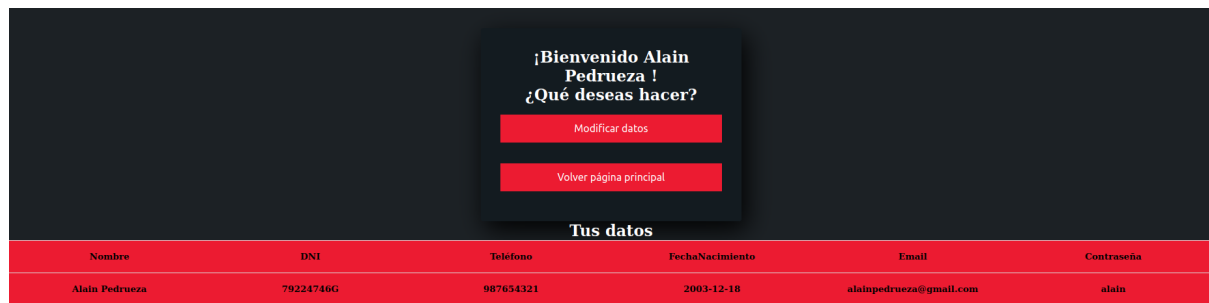 ¡Bienvenido Alain
Pedrueza !
¿Qué deseas hacer?
Modificar datos
Volver página principal
Tus datos
Nombre DNI Teléfono FechaNacimiento Email Contraseña
Alain Pedrueza 79224746G 987654321 2003-12-18 alainpedrueza@gmail.com alain